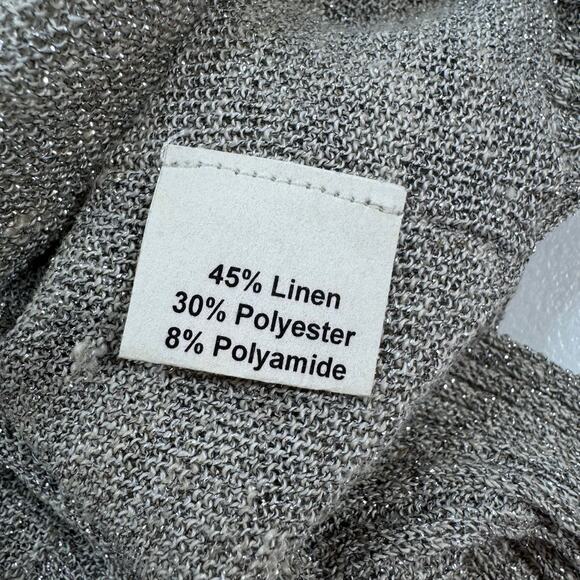 45% Linen
30% Polyester
8% Polyamide